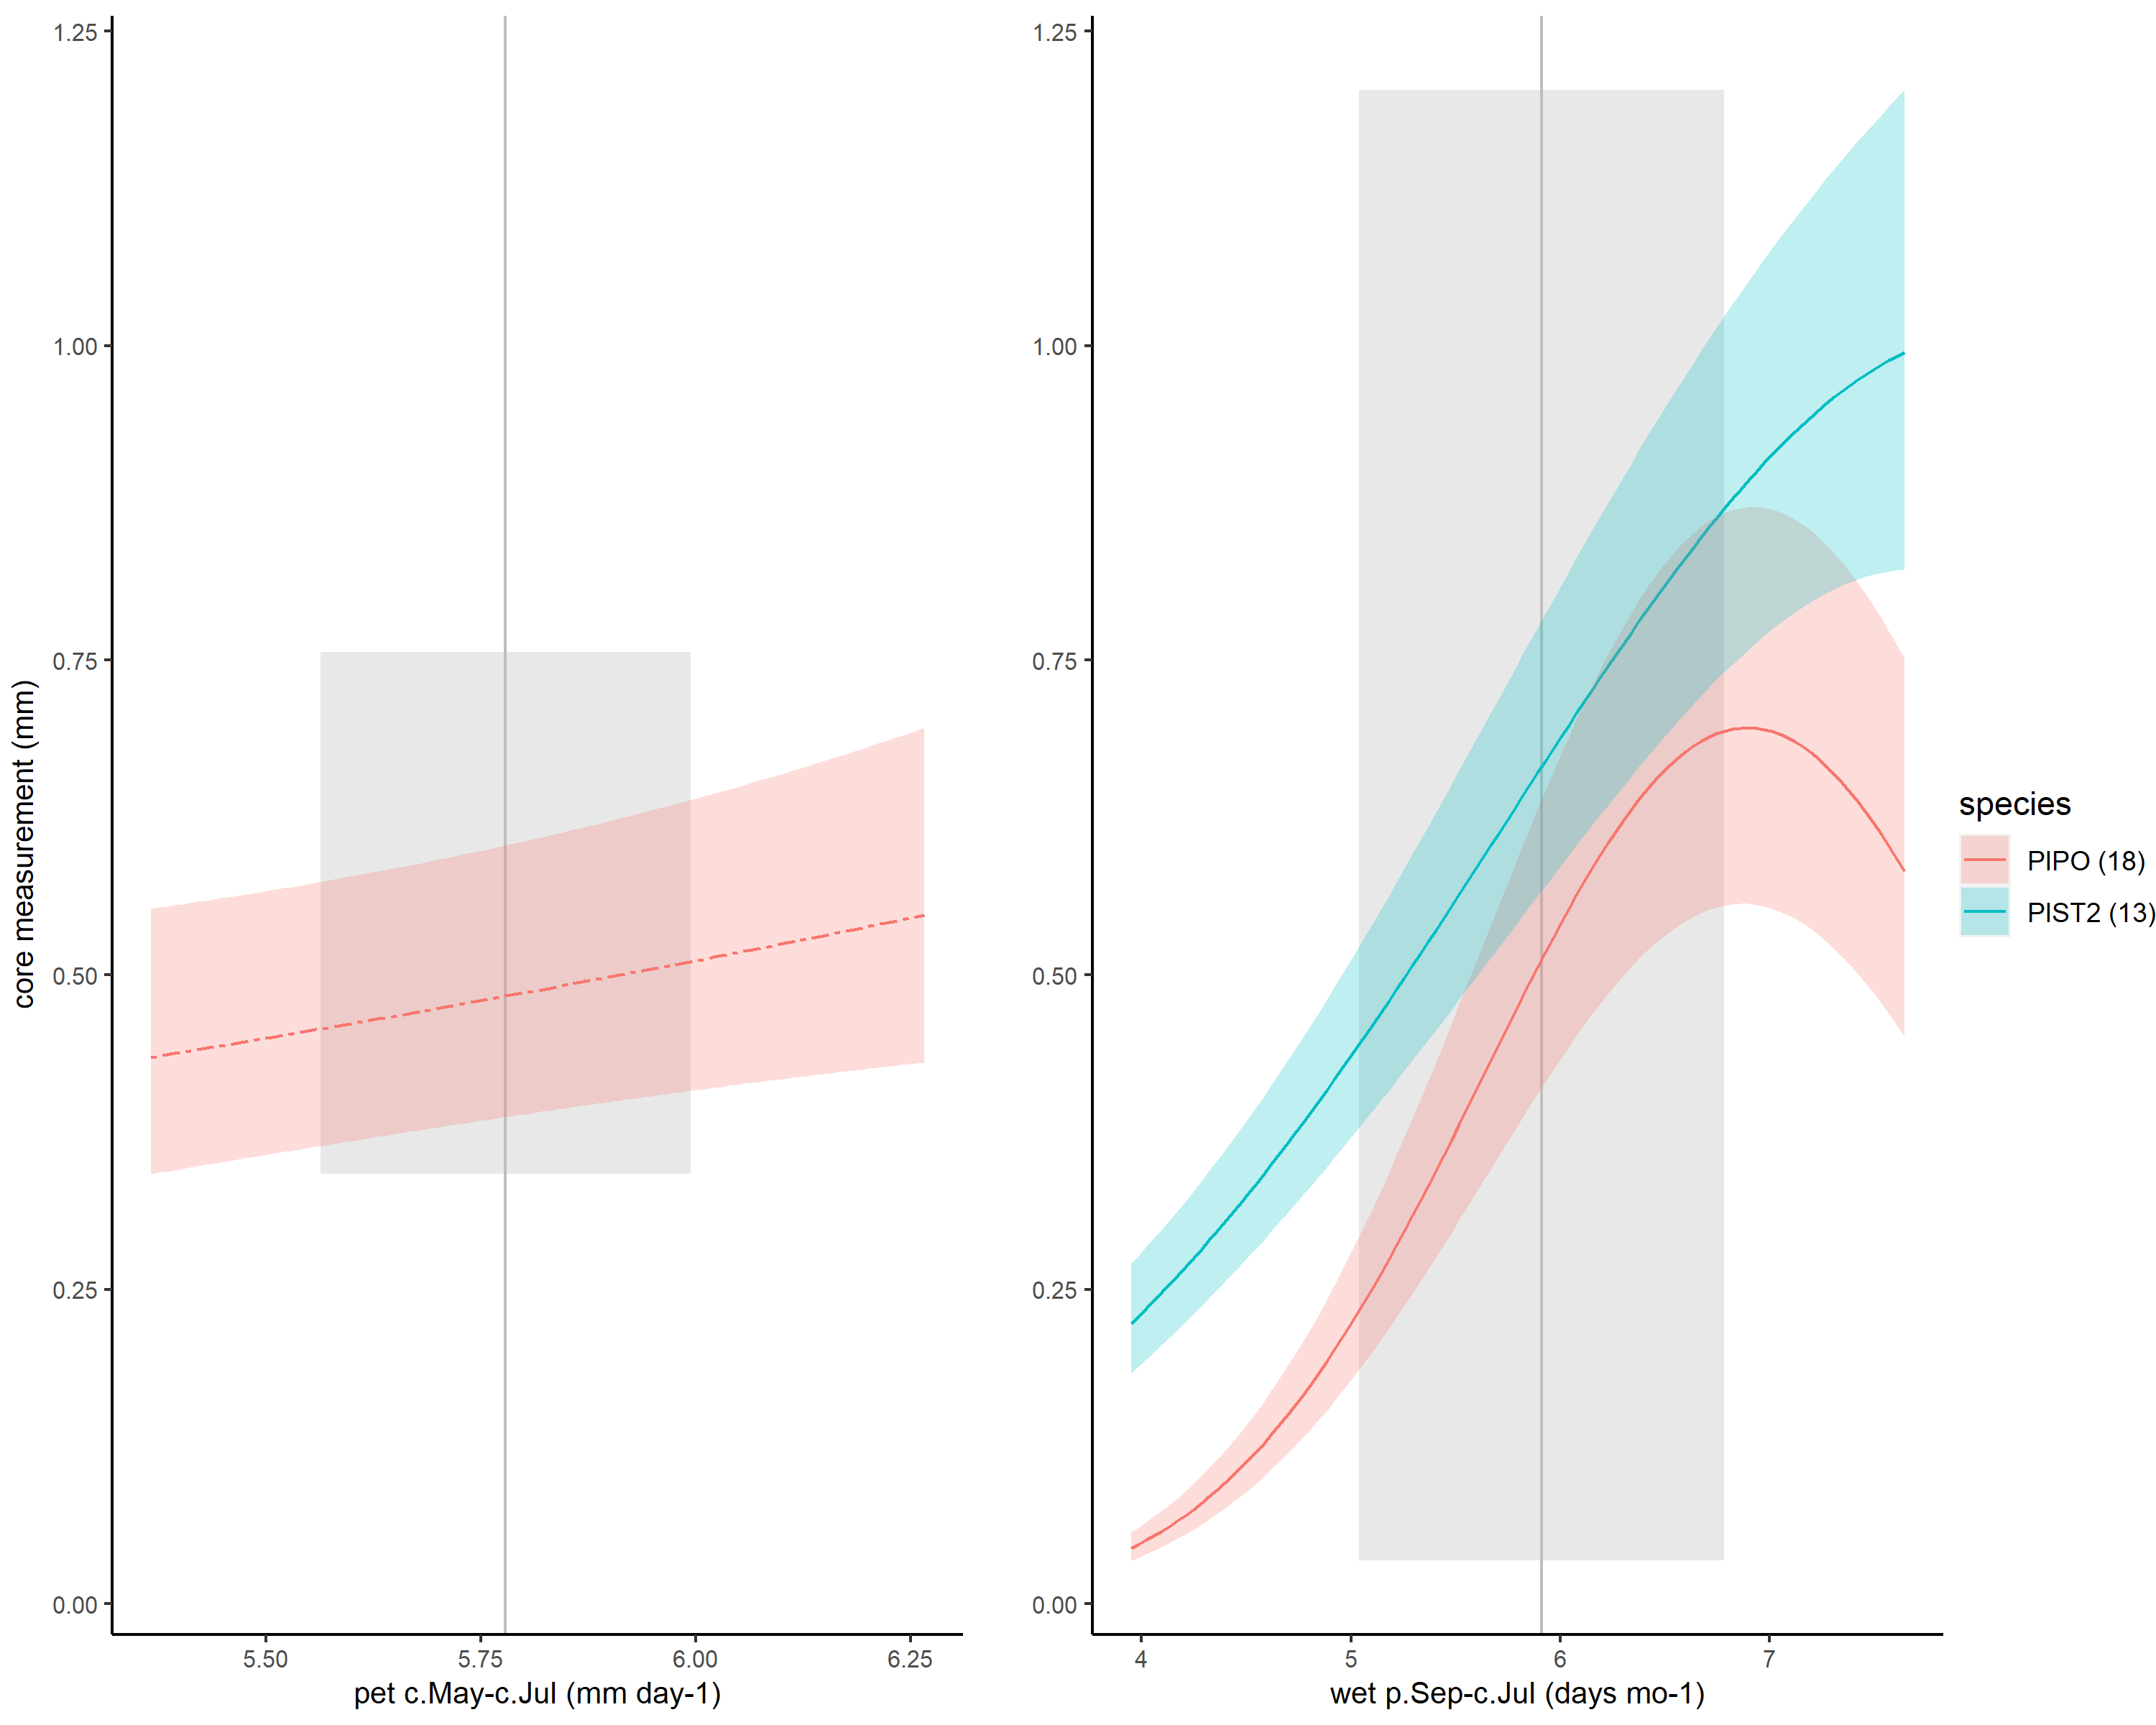 core measurement (mm)
1.25
1.00
0.75
0.50
0.25
0.00
5.50 5.75 6.00 6.25
pet c.May-c.Jul (mm day-1)
1.25
1.00
0.75
0.50
0.25
0.00
4 5 6 7
wet p.Sep-c.Jul (days mo-1)
species
PIPO (18)
PIST2 (13)